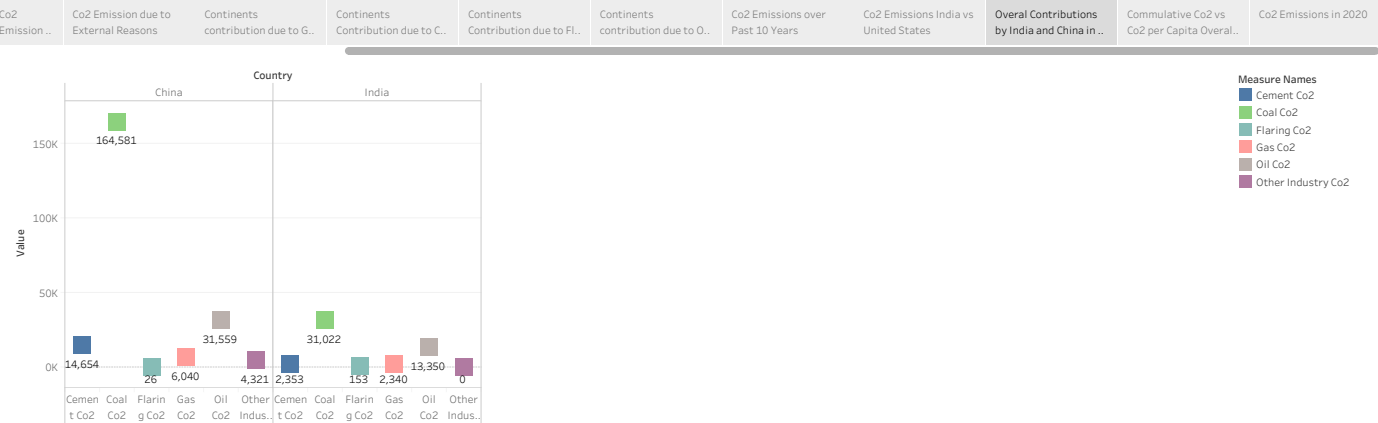 Co2
Emission ..
Co2 Emission due to
External Reasons
Continents
contribution due to G..
Continents
Contribution due to C..
Continents
Contribution due to Fl..
Continents
contribution due to O..
Co2 Emissions over
Past 10 Years
Co2 Emissions India vs
United States
Overal Contributions
by India and China in ..
Commulative Co2 vs
Co2 per Capita Overal..
Co2 Emissions in 2020
Country
China
India
Value
150K
100K
50K
0K
164,581
14,654
26
6,040
31,559
4,321
2,353
31,022
153
2,340
13,350
0
Cemen
t Co2
Coal
Co2
Flarin
g Co2
Gas
Co2
Oil
Co2
Other
Indus..
Cemen
t Co2
Coal
Co2
Flarin
g Co2
Gas
Co2
Oil
Co2
Other
Indus..
Measure Names
Cement Co2
Coal Co2
Flaring Co2
Gas Co2
Oil Co2
Other Industry Co2